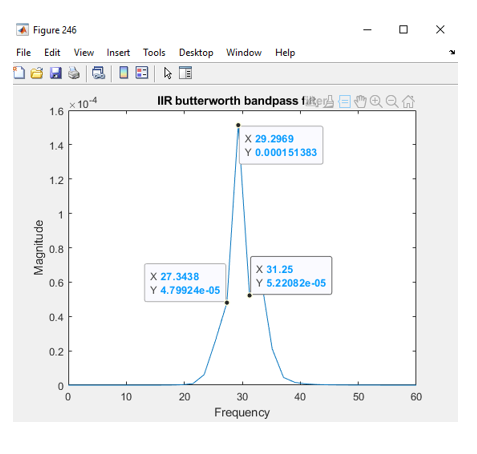 Figure 246
File Edit View Insert Tools Desktop Window Help
×10^-4
IIR butterworth bandpass filter
1.6
1.4
1.2
1
0.8
0.6
0.4
0.2
0
X 29.2969
Y 0.000151383
X 31.25
Y 5.22082e-05
X 27.3438
Y 4.79924e-05
Magnitude
0 10 20 30 40 50 60
Frequency